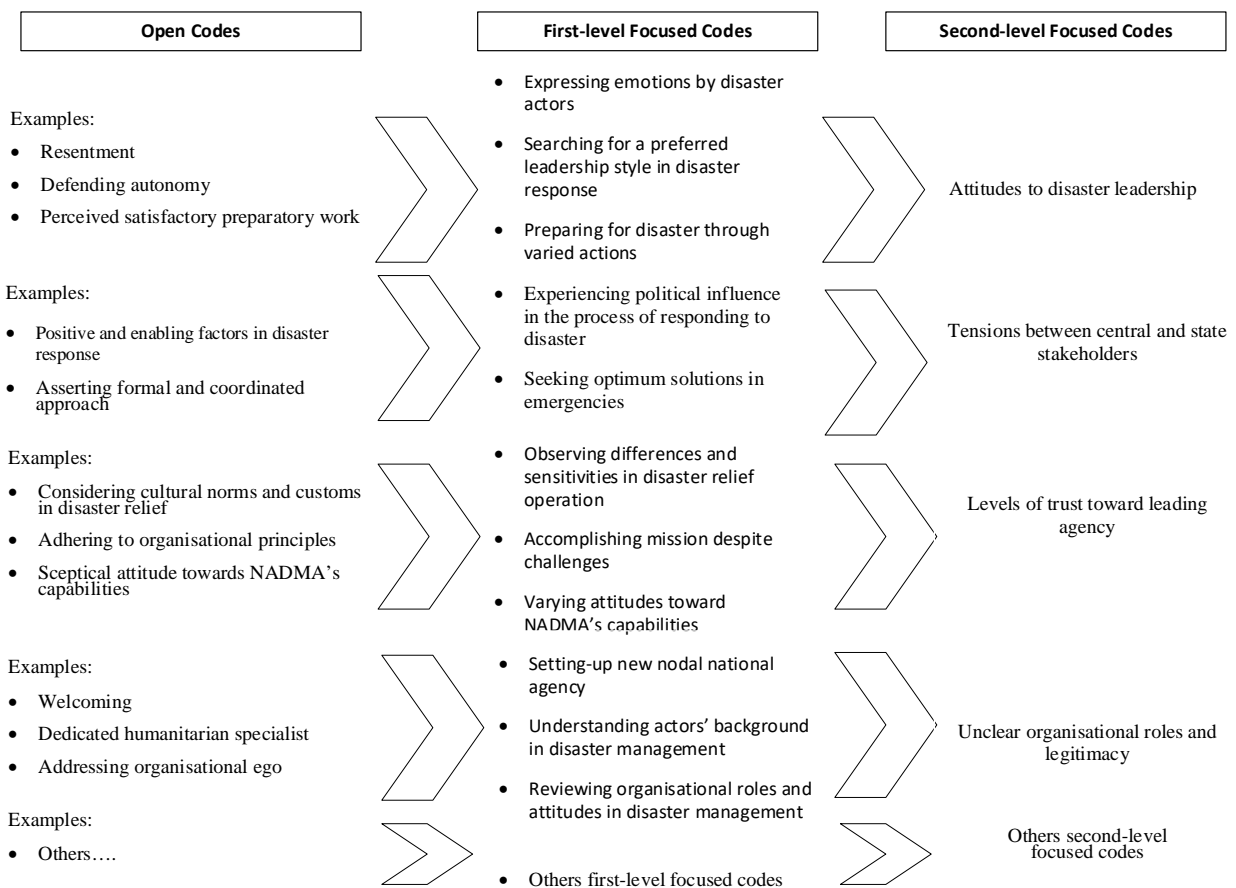 Open Codes
First-level Focused Codes
Second-level Focused Codes
Examples:
• Resentment
• Defending autonomy
• Perceived satisfactory preparatory work
• Expressing emotions by disaster
actors
• Searching for a preferred
leadership style in disaster
response
• Preparing for disaster through
varied actions
Attitudes to disaster leadership
Examples:
• Positive and enabling factors in disaster
response
• Asserting formal and coordinated
approach
• Experiencing political influence
in the process of responding to
disaster
• Seeking optimum solutions in
emergencies
Tensions between central and state
stakeholders
Examples:
• Considering cultural norms and customs
in disaster relief
• Adhering to organisational principles
• Sceptical attitude towards NADMA’s
capabilities
• Observing differences and
sensitivities in disaster relief
operation
• Accomplishing mission despite
challenges
• Varying attitudes toward
NADMA’s capabilities
Levels of trust toward leading
agency
Examples:
• Welcoming
• Dedicated humanitarian specialist
• Addressing organisational ego
• Setting-up new nodal national
agency
• Understanding actors’ background
in disaster management
• Reviewing organisational roles and
attitudes in disaster management
Unclear organisational roles and
legitimacy
Examples:
• Others….
• Others first-level focused codes
Others second-level
focused codes